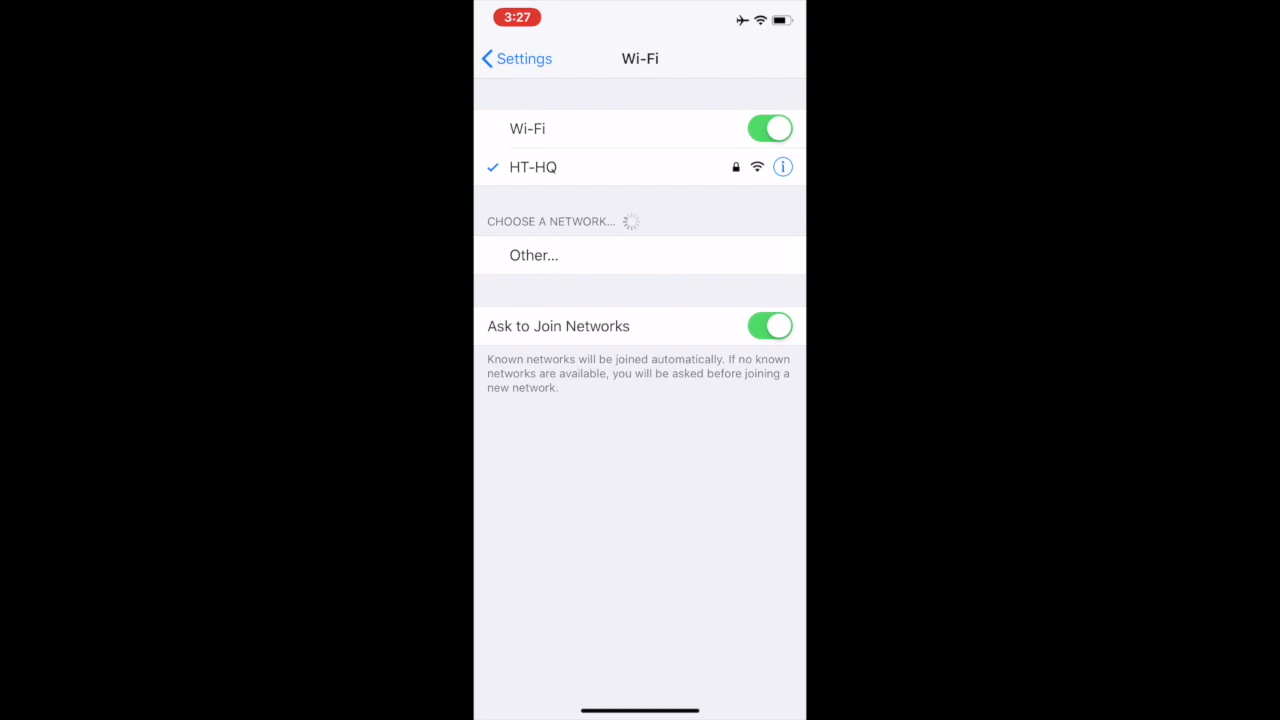 3:27
Settings
Wi-Fi
Wi-Fi
HT-HQ
CHOOSE A NETWORK...
Other...
Ask to Join Networks
Known networks will be joined automatically. If no known
networks are available, you will be asked before joining a
new network.